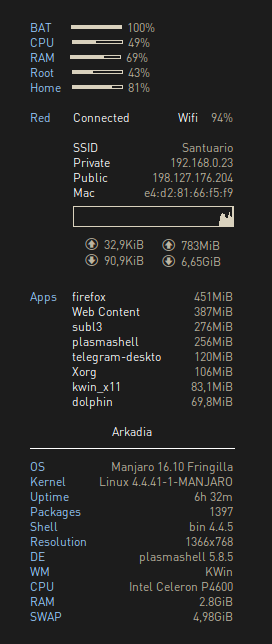 BAT 100%
CPU 49%
RAM 69%
Root 43%
Home 81%
Red Connected Wifi 94%
SSID Santuario
Private 192.168.0.23
Public 198.127.176.204
Mac e4:d2:81:66:f5:f9
32,9KiB 783MiB
90,9KiB 6,65GiB
Apps firefox 451MiB
Web Content 387MiB
subl3 276MiB
plasmashell 256MiB
telegram-deskto 120MiB
Xorg 106MiB
kwin_x11 83,1MiB
dolphin 69,8MiB
Arkadia
OS Manjaro 16.10 Fringilla
Kernel Linux 4.4.41-1-MANJARO
Uptime 6h 32m
Packages 1397
Shell bin 4.4.5
Resolution 1366x768
DE plasmashell 5.8.5
WM KWin
CPU Intel Celeron P4600
RAM 2.8GiB
SWAP 4,98GiB